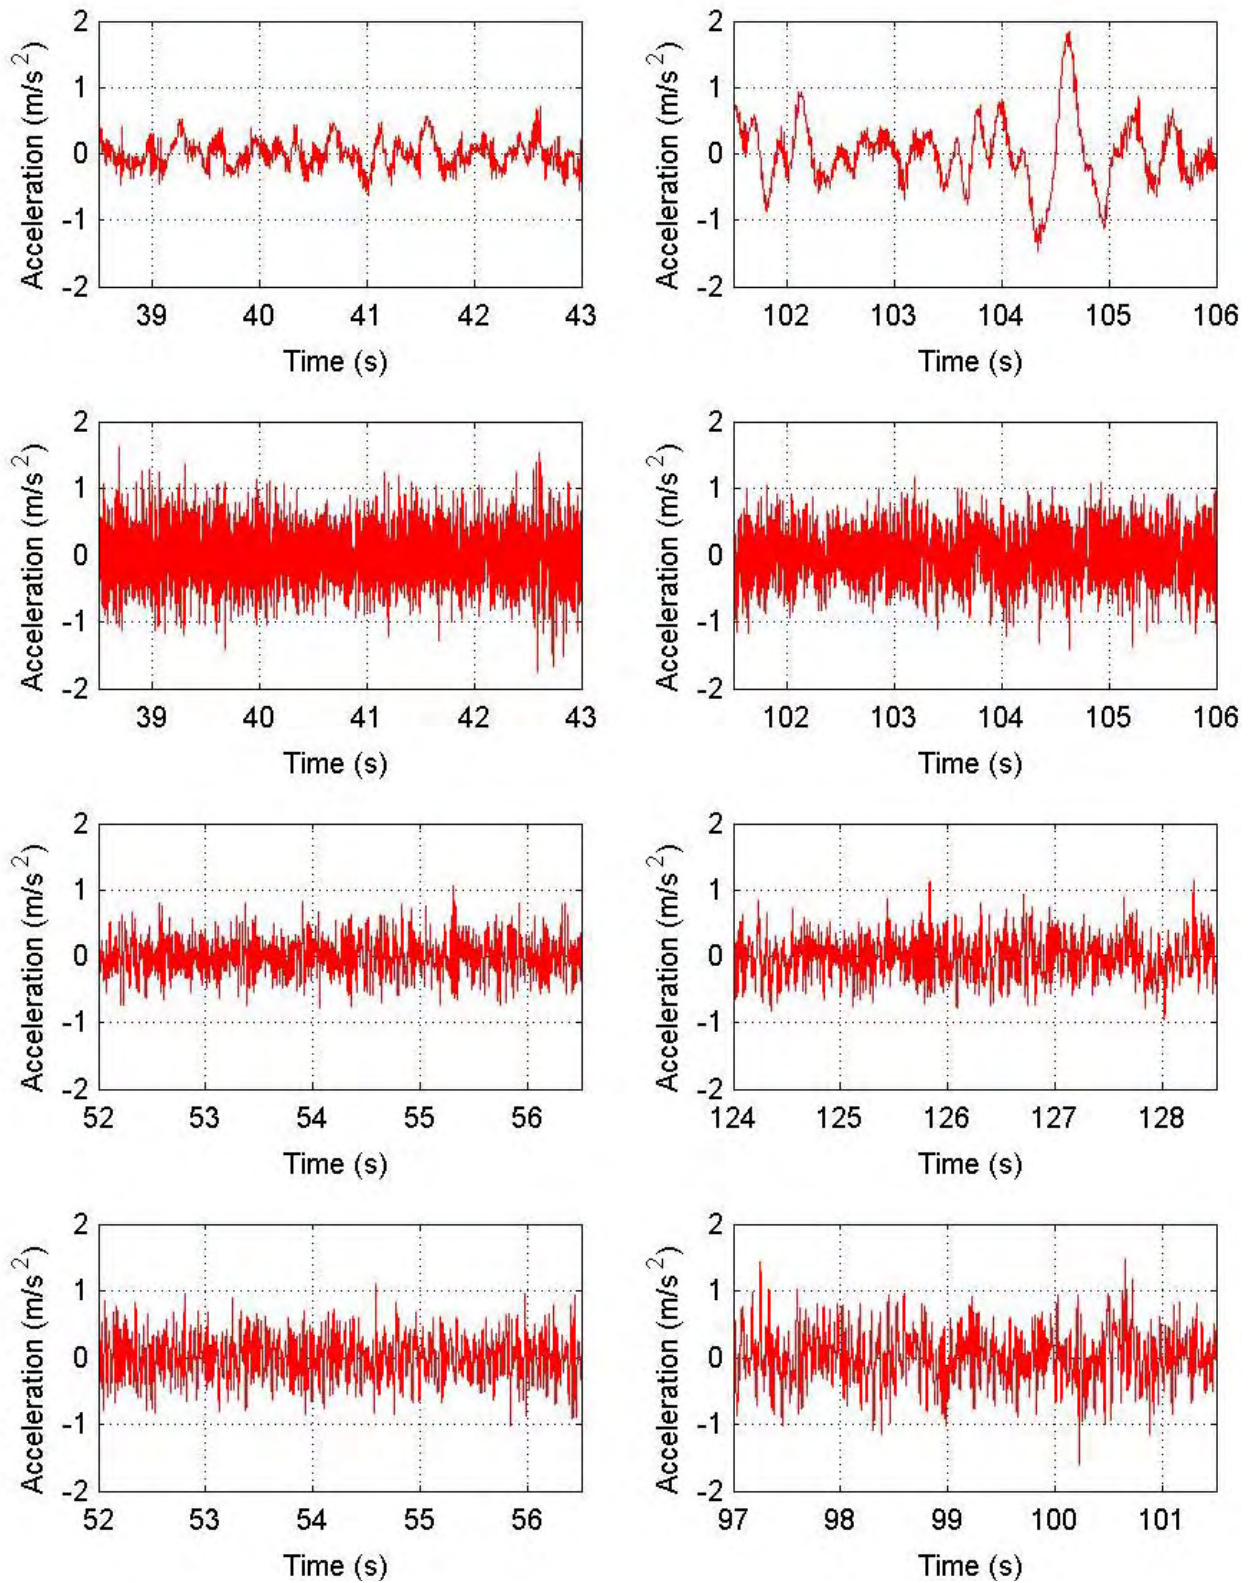 2
1
0
-1
-2
Acceleration (m/s²)
39 40 41 42 43
Time (s)
2
1
0
-1
-2
Acceleration (m/s²)
102 103 104 105 106
Time (s)
2
1
0
-1
-2
Acceleration (m/s²)
39 40 41 42 43
Time (s)
2
1
0
-1
-2
Acceleration (m/s²)
102 103 104 105 106
Time (s)
2
1
0
-1
-2
Acceleration (m/s²)
52 53 54 55 56
Time (s)
2
1
0
-1
-2
Acceleration (m/s²)
124 125 126 127 128
Time (s)
2
1
0
-1
-2
Acceleration (m/s²)
52 53 54 55 56
Time (s)
2
1
0
-1
-2
Acceleration (m/s²)
97 98 99 100 101
Time (s)